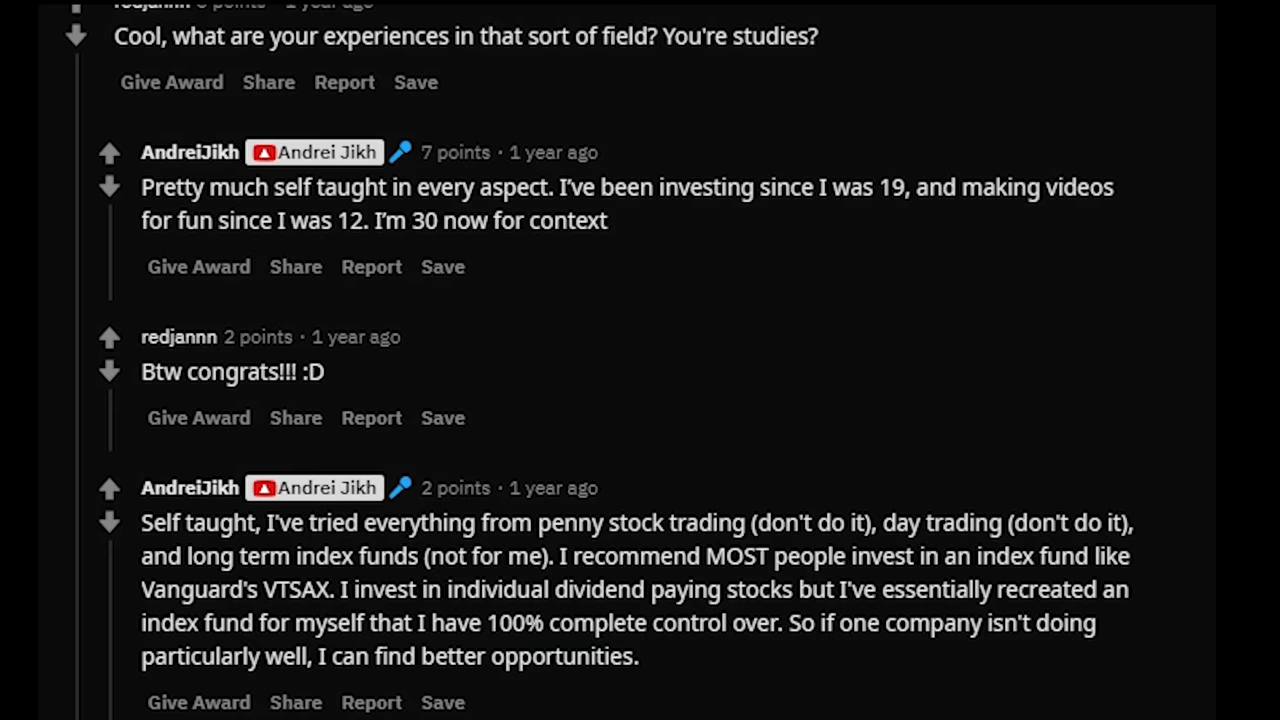 redjannn 6 points · 1 year ago
Cool, what are your experiences in that sort of field? You're studies?
Give Award Share Report Save
AndreiJikh Andrei Jikh 7 points · 1 year ago
Pretty much self taught in every aspect. I’ve been investing since I was 19, and making videos
for fun since I was 12. I’m 30 now for context
Give Award Share Report Save
redjannn 2 points · 1 year ago
Btw congrats!!! :D
Give Award Share Report Save
AndreiJikh Andrei Jikh 2 points · 1 year ago
Self taught, I've tried everything from penny stock trading (don't do it), day trading (don't do it),
and long term index funds (not for me). I recommend MOST people invest in an index fund like
Vanguard's VTSAX. I invest in individual dividend paying stocks but I've essentially recreated an
index fund for myself that I have 100% complete control over. So if one company isn't doing
particularly well, I can find better opportunities.
Give Award Share Report Save